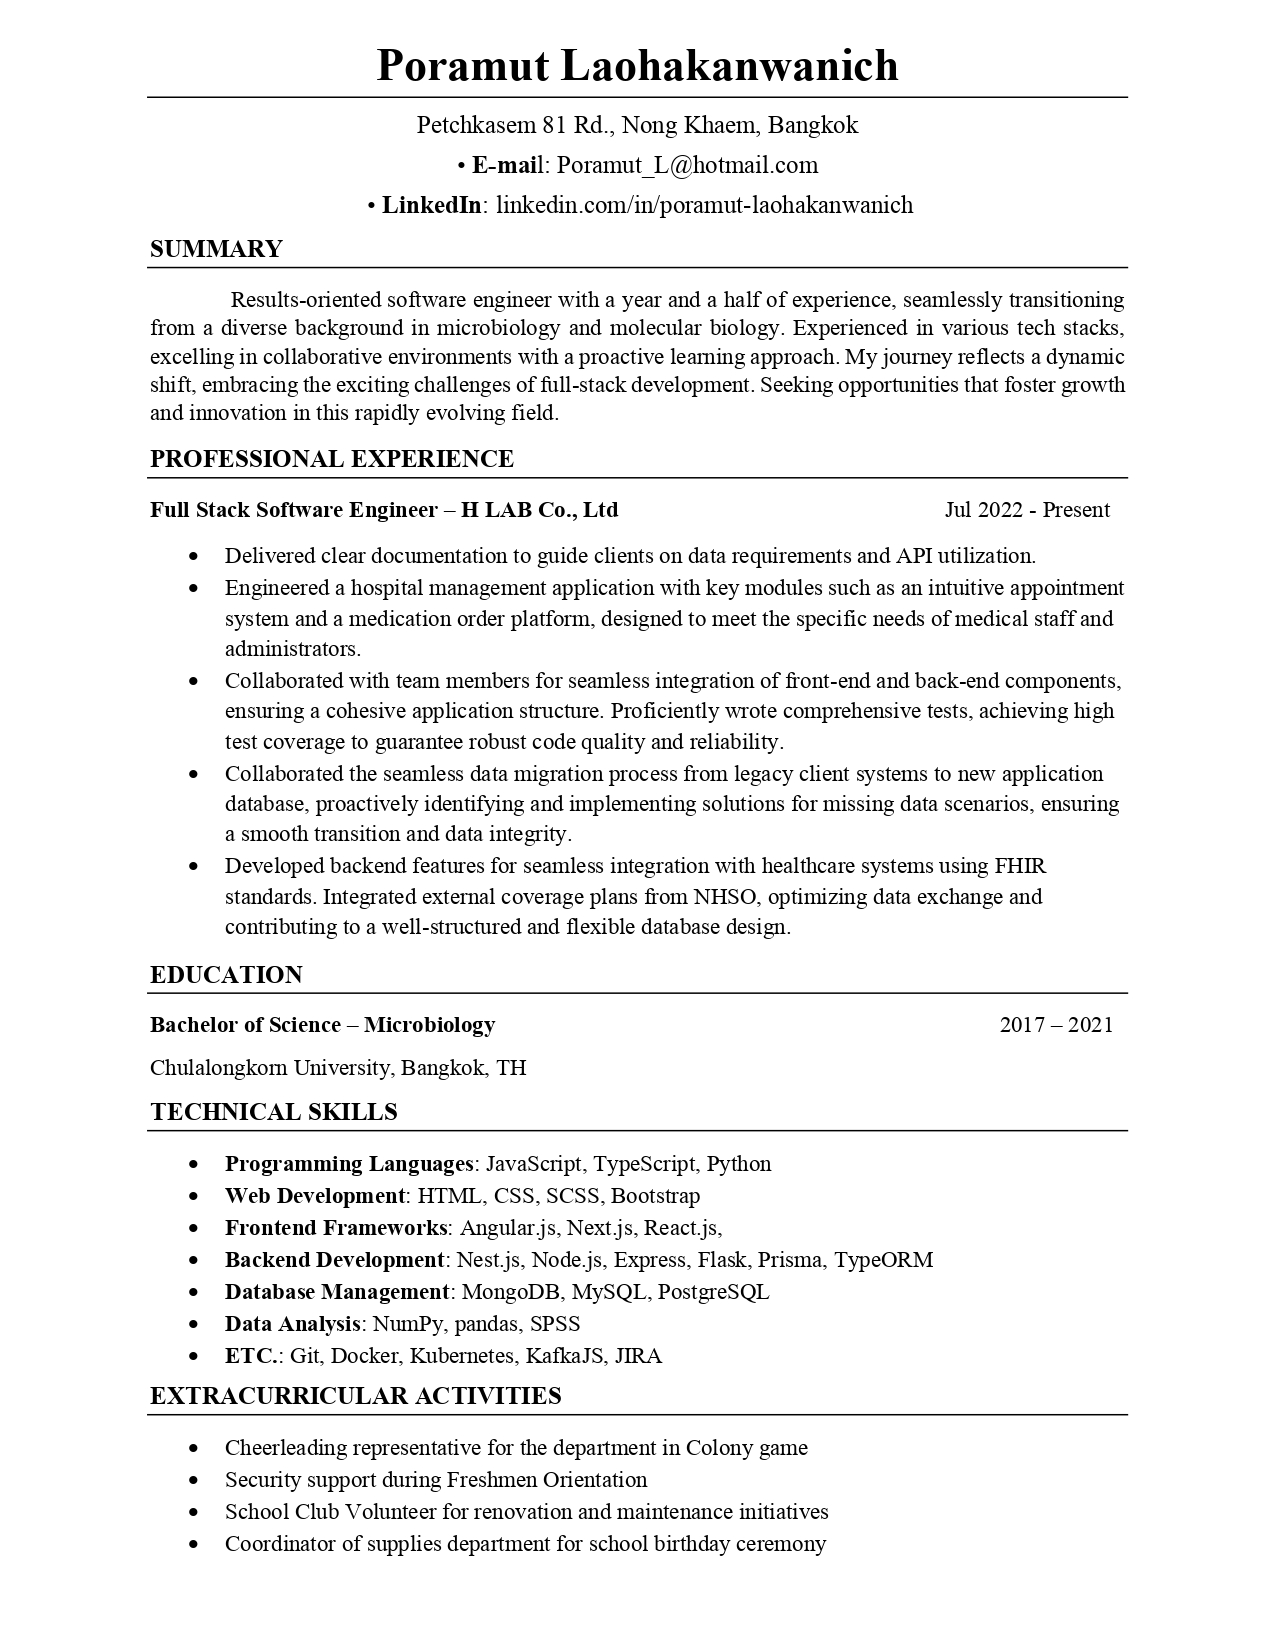 Poramut Laohakanwanich
Petchkasem 81 Rd., Nong Khaem, Bangkok
• E-mail: Poramut_L@hotmail.com
• LinkedIn: linkedin.com/in/poramut-laohakanwanich
SUMMARY
Results-oriented software engineer with a year and a half of experience, seamlessly transitioning
from a diverse background in microbiology and molecular biology. Experienced in various tech stacks,
excelling in collaborative environments with a proactive learning approach. My journey reflects a dynamic
shift, embracing the exciting challenges of full-stack development. Seeking opportunities that foster growth
and innovation in this rapidly evolving field.
PROFESSIONAL EXPERIENCE
Full Stack Software Engineer – H LAB Co., Ltd Jul 2022 - Present
• Delivered clear documentation to guide clients on data requirements and API utilization.
• Engineered a hospital management application with key modules such as an intuitive appointment
system and a medication order platform, designed to meet the specific needs of medical staff and
administrators.
• Collaborated with team members for seamless integration of front-end and back-end components,
ensuring a cohesive application structure. Proficiently wrote comprehensive tests, achieving high
test coverage to guarantee robust code quality and reliability.
• Collaborated the seamless data migration process from legacy client systems to new application
database, proactively identifying and implementing solutions for missing data scenarios, ensuring
a smooth transition and data integrity.
• Developed backend features for seamless integration with healthcare systems using FHIR
standards. Integrated external coverage plans from NHSO, optimizing data exchange and
contributing to a well-structured and flexible database design.
EDUCATION
Bachelor of Science – Microbiology 2017 – 2021
Chulalongkorn University, Bangkok, TH
TECHNICAL SKILLS
• Programming Languages: JavaScript, TypeScript, Python
• Web Development: HTML, CSS, SCSS, Bootstrap
• Frontend Frameworks: Angular.js, Next.js, React.js,
• Backend Development: Nest.js, Node.js, Express, Flask, Prisma, TypeORM
• Database Management: MongoDB, MySQL, PostgreSQL
• Data Analysis: NumPy, pandas, SPSS
• ETC.: Git, Docker, Kubernetes, KafkaJS, JIRA
EXTRACURRICULAR ACTIVITIES
• Cheerleading representative for the department in Colony game
• Security support during Freshmen Orientation
• School Club Volunteer for renovation and maintenance initiatives
• Coordinator of supplies department for school birthday ceremony